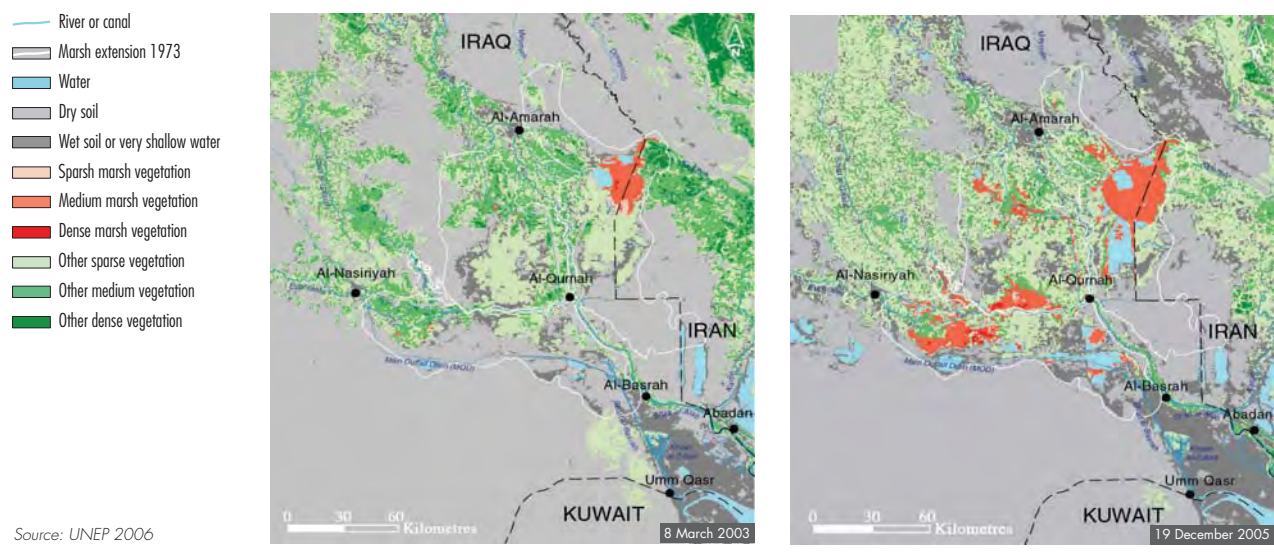 River or canal
Marsh extension 1973
Water
Dry soil
Wet soil or very shallow water
Sparsh marsh vegetation
Medium marsh vegetation
Dense marsh vegetation
Other sparse vegetation
Other medium vegetation
Other dense vegetation
Source: UNEP 2006
IRAQ
N
Al-Amarah
Al-Nasiriyah
Al-Qurnah
IRAN
Main Outfall Drain (MOD)
Al-Basrah
Abadan
Umm Qasr
KUWAIT
0 30 60
Kilometres
8 March 2003
IRAQ
N
Al-Amarah
Al-Nasiriyah
Al-Qurnah
IRAN
Main Outfall Drain (MOD)
Al-Basrah
Abadan
Umm Qasr
KUWAIT
0 30 60
Kilometres
19 December 2005